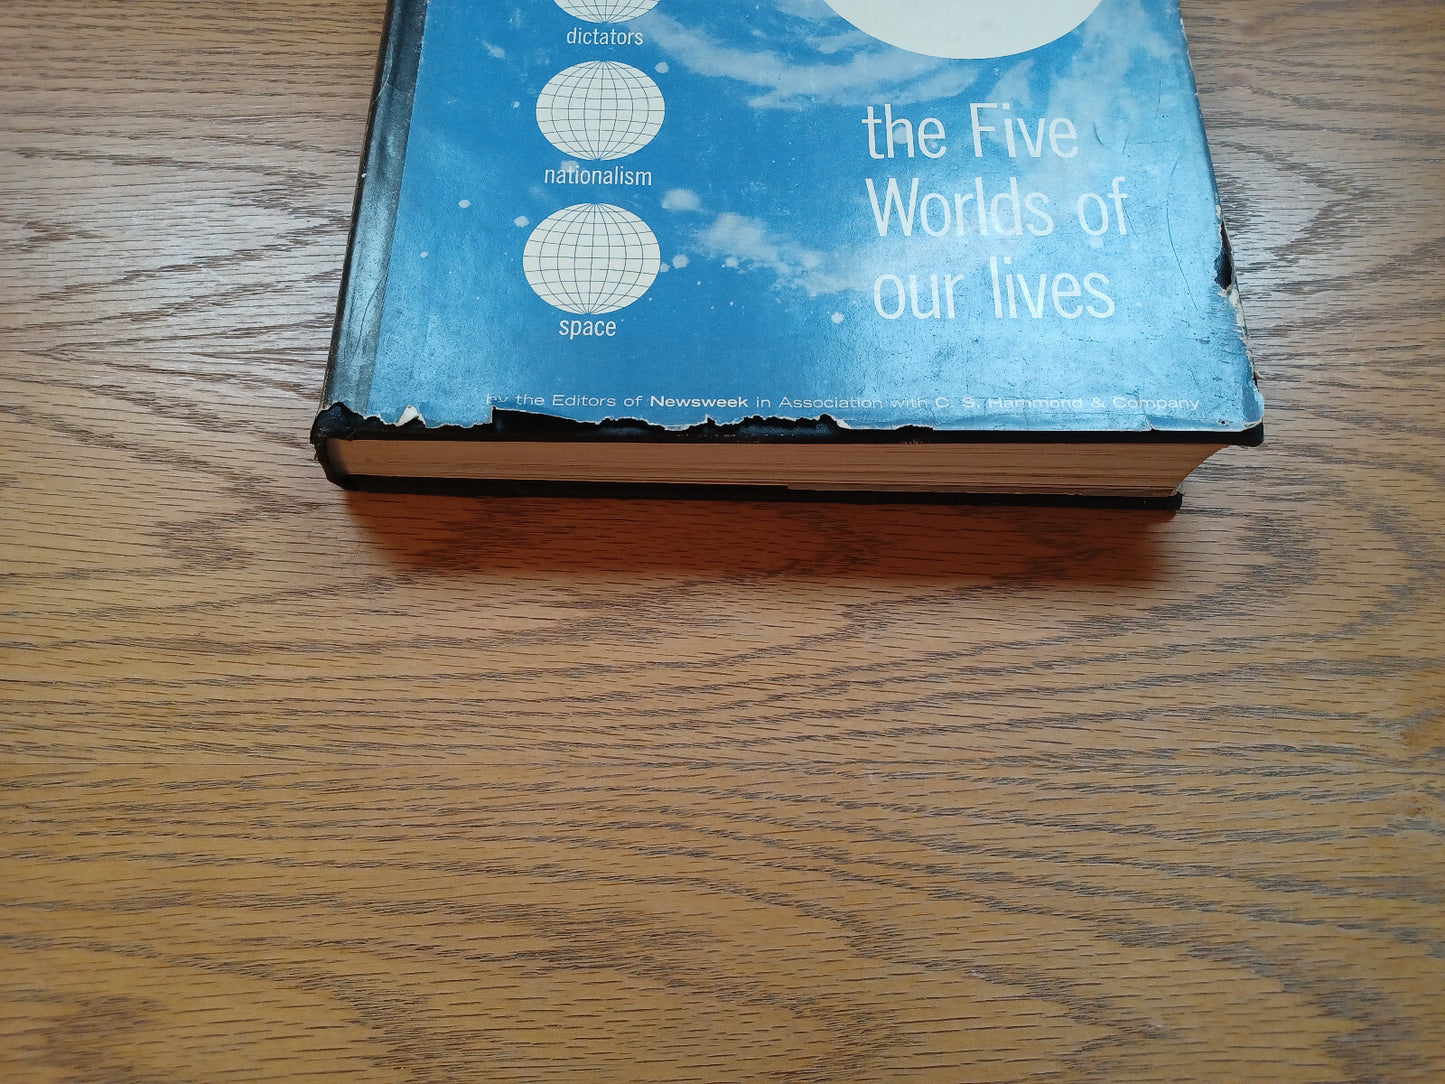 dictators
nationalism
space
the Five
Worlds of
our lives
by the Editors of Newsweek in Association with C. S. Hammond & Company